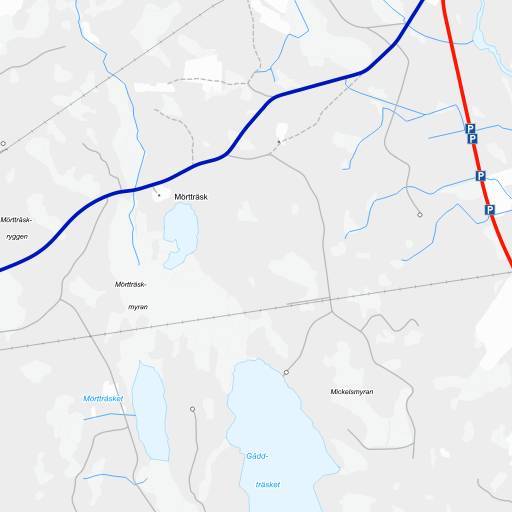 P
P
P
Mörtträsk
P
Mörtträsk-
ryggen
Mörtträsk-
myran
Mickelsmyran
Mörtträsket
Gädd-
träsket